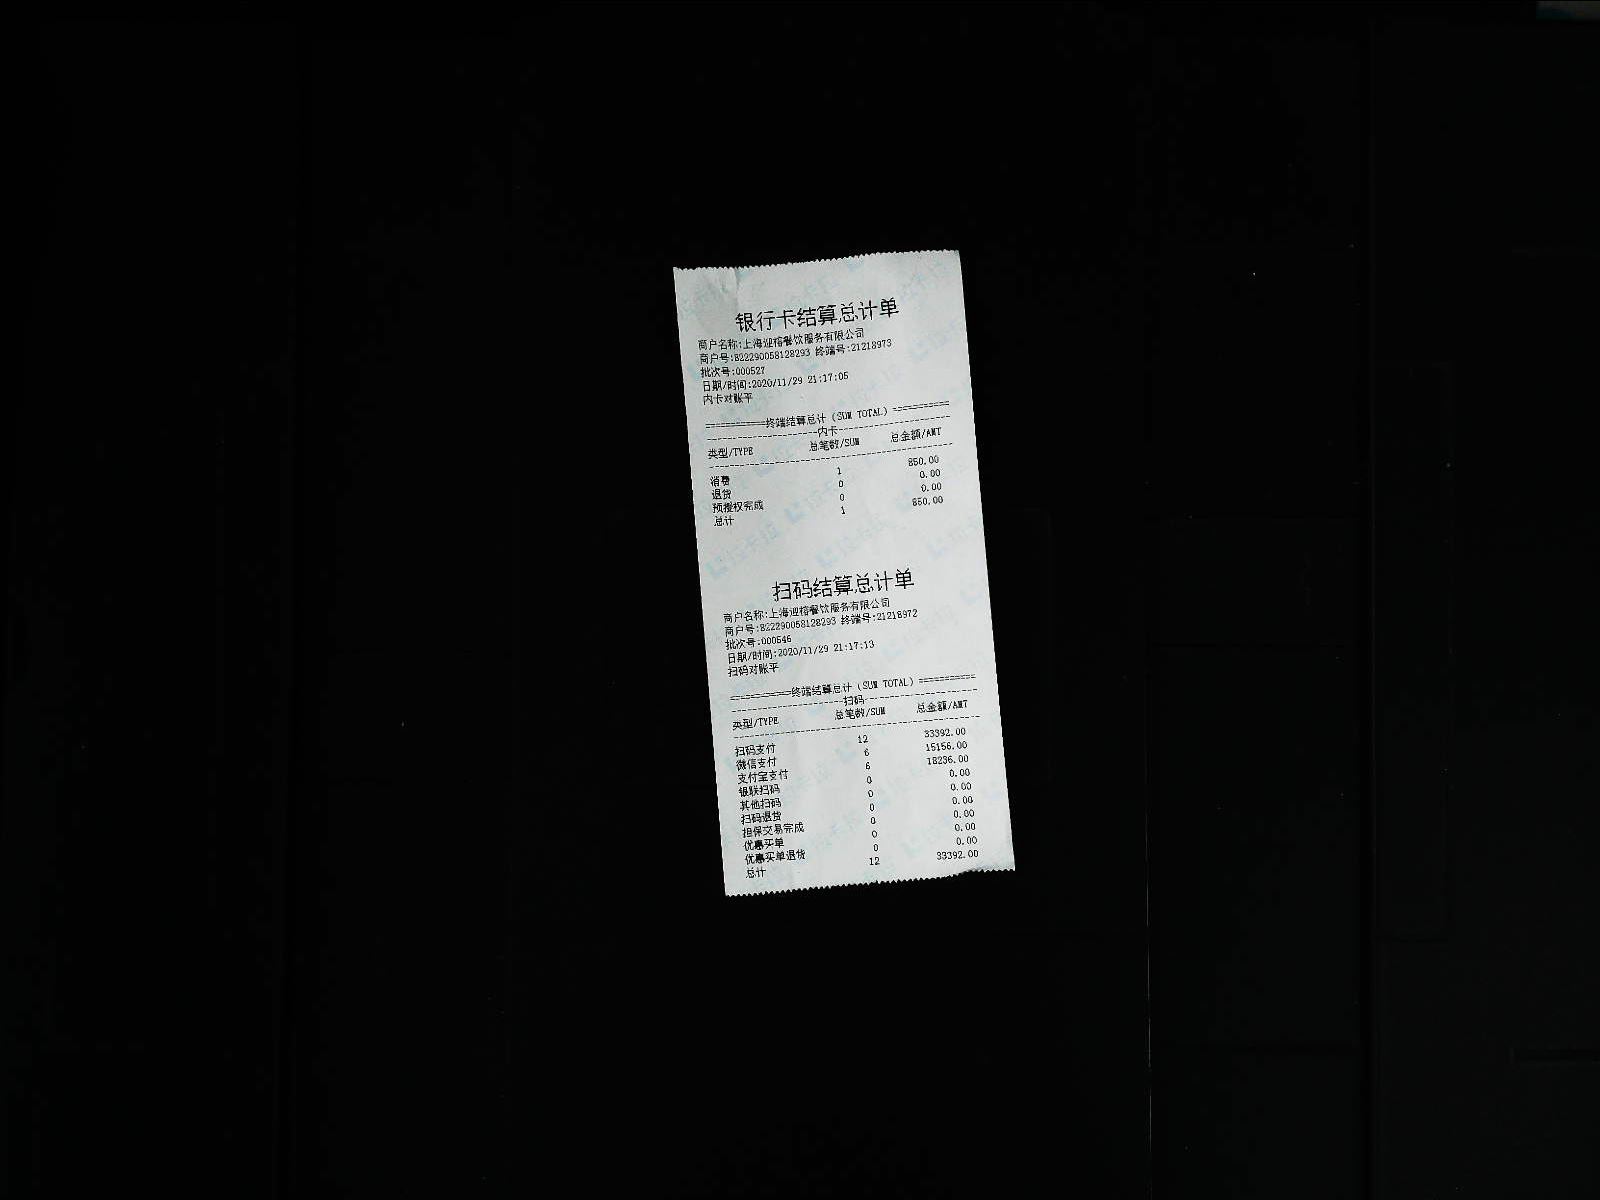 银行卡结算总计单
商户名称:上海迎榕餐饮服务有限公司
商户号:822290058128293 终端号:21218973
批次号:000527
日期/时间:2020/11/29 21:17:05
内卡对账平
===========终端结算总计(SUM TOTAL)===========
--------------------内卡--------------------
类型/TYPE 总笔数/SUM 总金额/AMT
消费 1 850.00
退货 0 0.00
预授权完成 0 0.00
总计 1 850.00
扫码结算总计单
商户名称:上海迎榕餐饮服务有限公司
商户号:822290058128293 终端号:21218972
批次号:000546
日期/时间:2020/11/29 21:17:13
扫码对账平
===========终端结算总计(SUM TOTAL)===========
--------------------扫码--------------------
类型/TYPE 总笔数/SUM 总金额/AMT
扫码支付 12 33392.00
微信支付 6 15156.00
支付宝支付 6 18236.00
银联扫码 0 0.00
其他扫码 0 0.00
扫码退货 0 0.00
担保交易完成 0 0.00
优惠买单 0 0.00
优惠买单退货 0 0.00
总计 12 33392.00